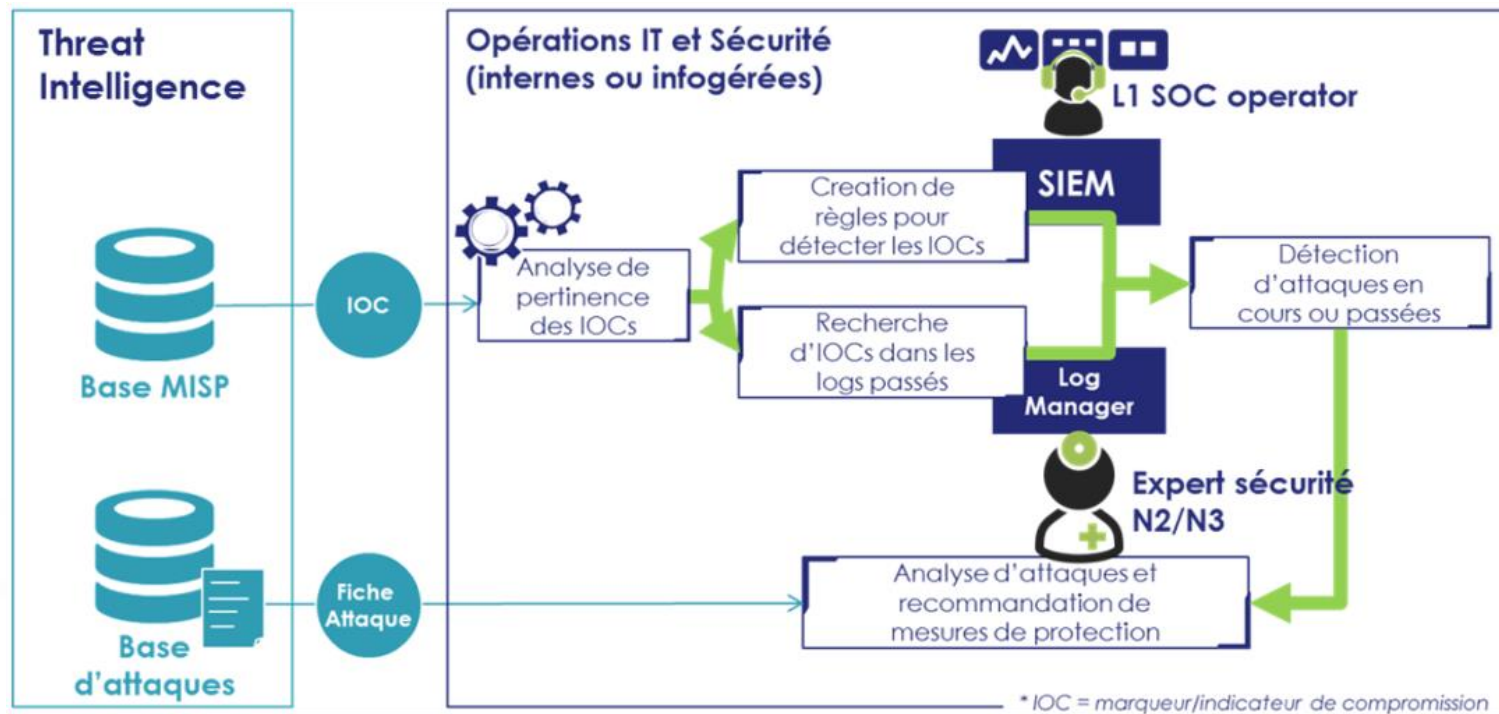 Threat
Intelligence
Base MISP
Base
d'attaques
IOC
Fiche
Attaque
Opérations IT et Sécurité
(internes ou infogérées)
L1 SOC operator
SIEM
Analyse de
pertinence
des IOCs
Creation de
règles pour
détecter les IOCs
Recherche
d'IOCs dans les
logs passés
Log
Manager
Détection
d'attaques en
cours ou passées
Expert sécurité
N2/N3
Analyse d'attaques et
recommandation de
mesures de protection
* IOC = marqueur/indicateur de compromission